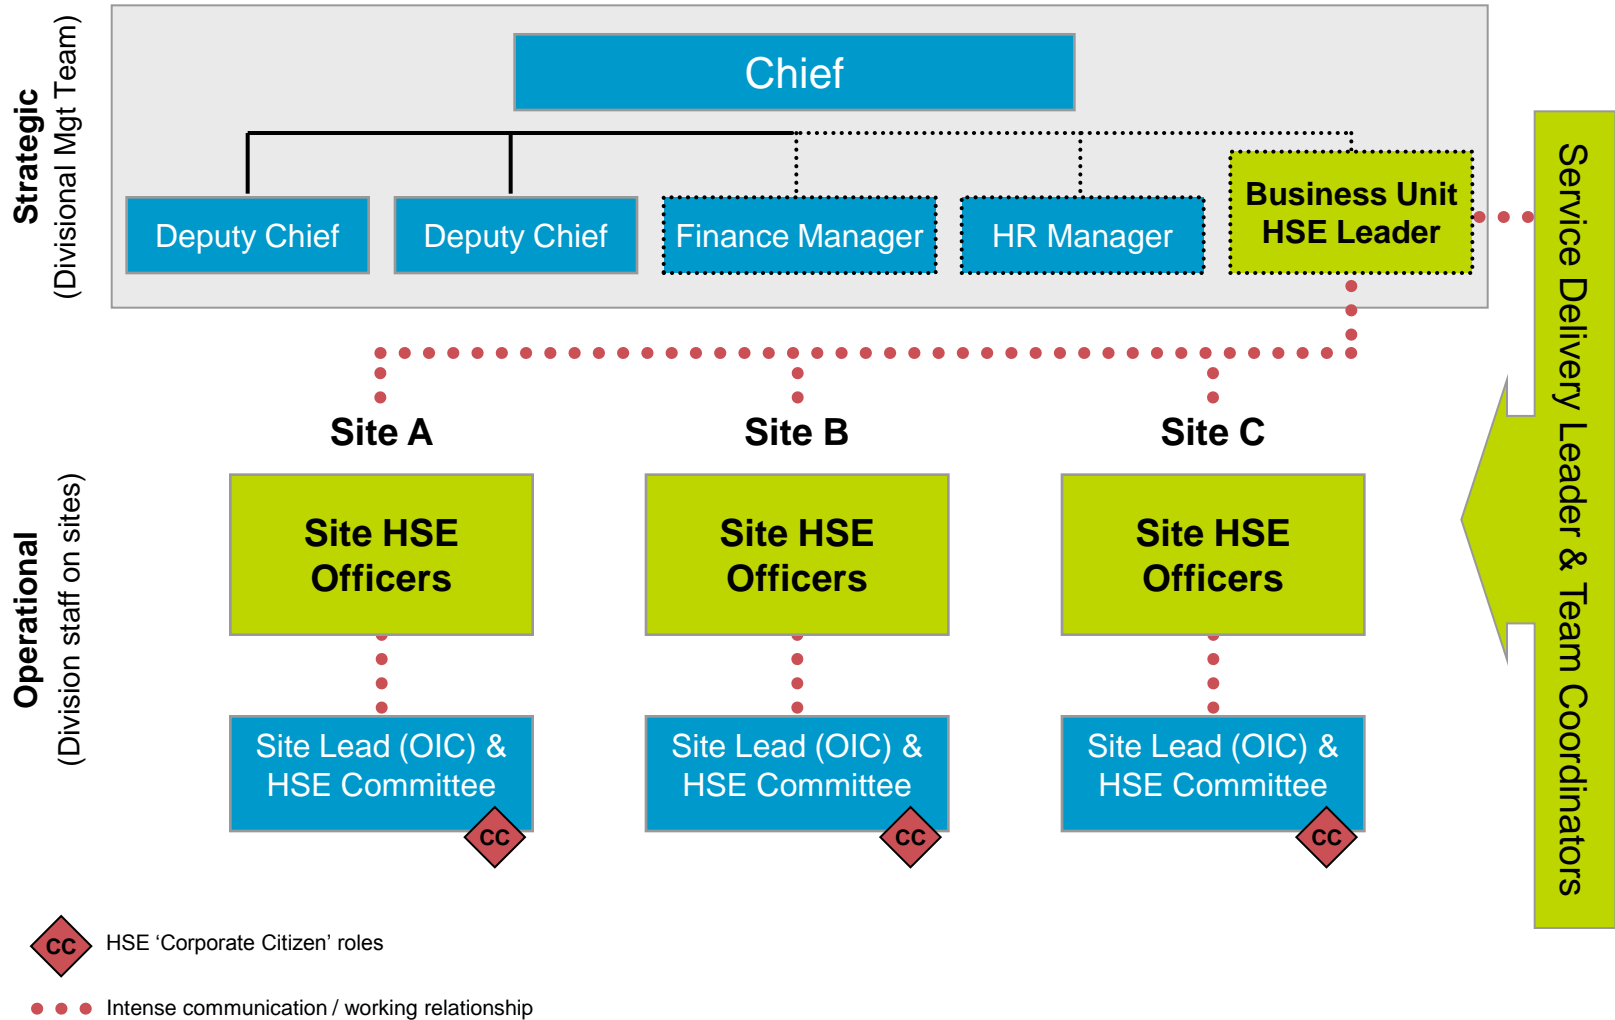 Strategic
(Divisional Mgt Team)
Chief
Deputy Chief
Deputy Chief
Finance Manager
HR Manager
Business Unit
HSE Leader
Service Delivery Leader & Team Coordinators
Operational
(Division staff on sites)
Site A
Site B
Site C
Site HSE
Officers
Site HSE
Officers
Site HSE
Officers
Site Lead (OIC) &
HSE Committee
CC
Site Lead (OIC) &
HSE Committee
CC
Site Lead (OIC) &
HSE Committee
CC
CC
HSE ‘Corporate Citizen’ roles
Intense communication / working relationship